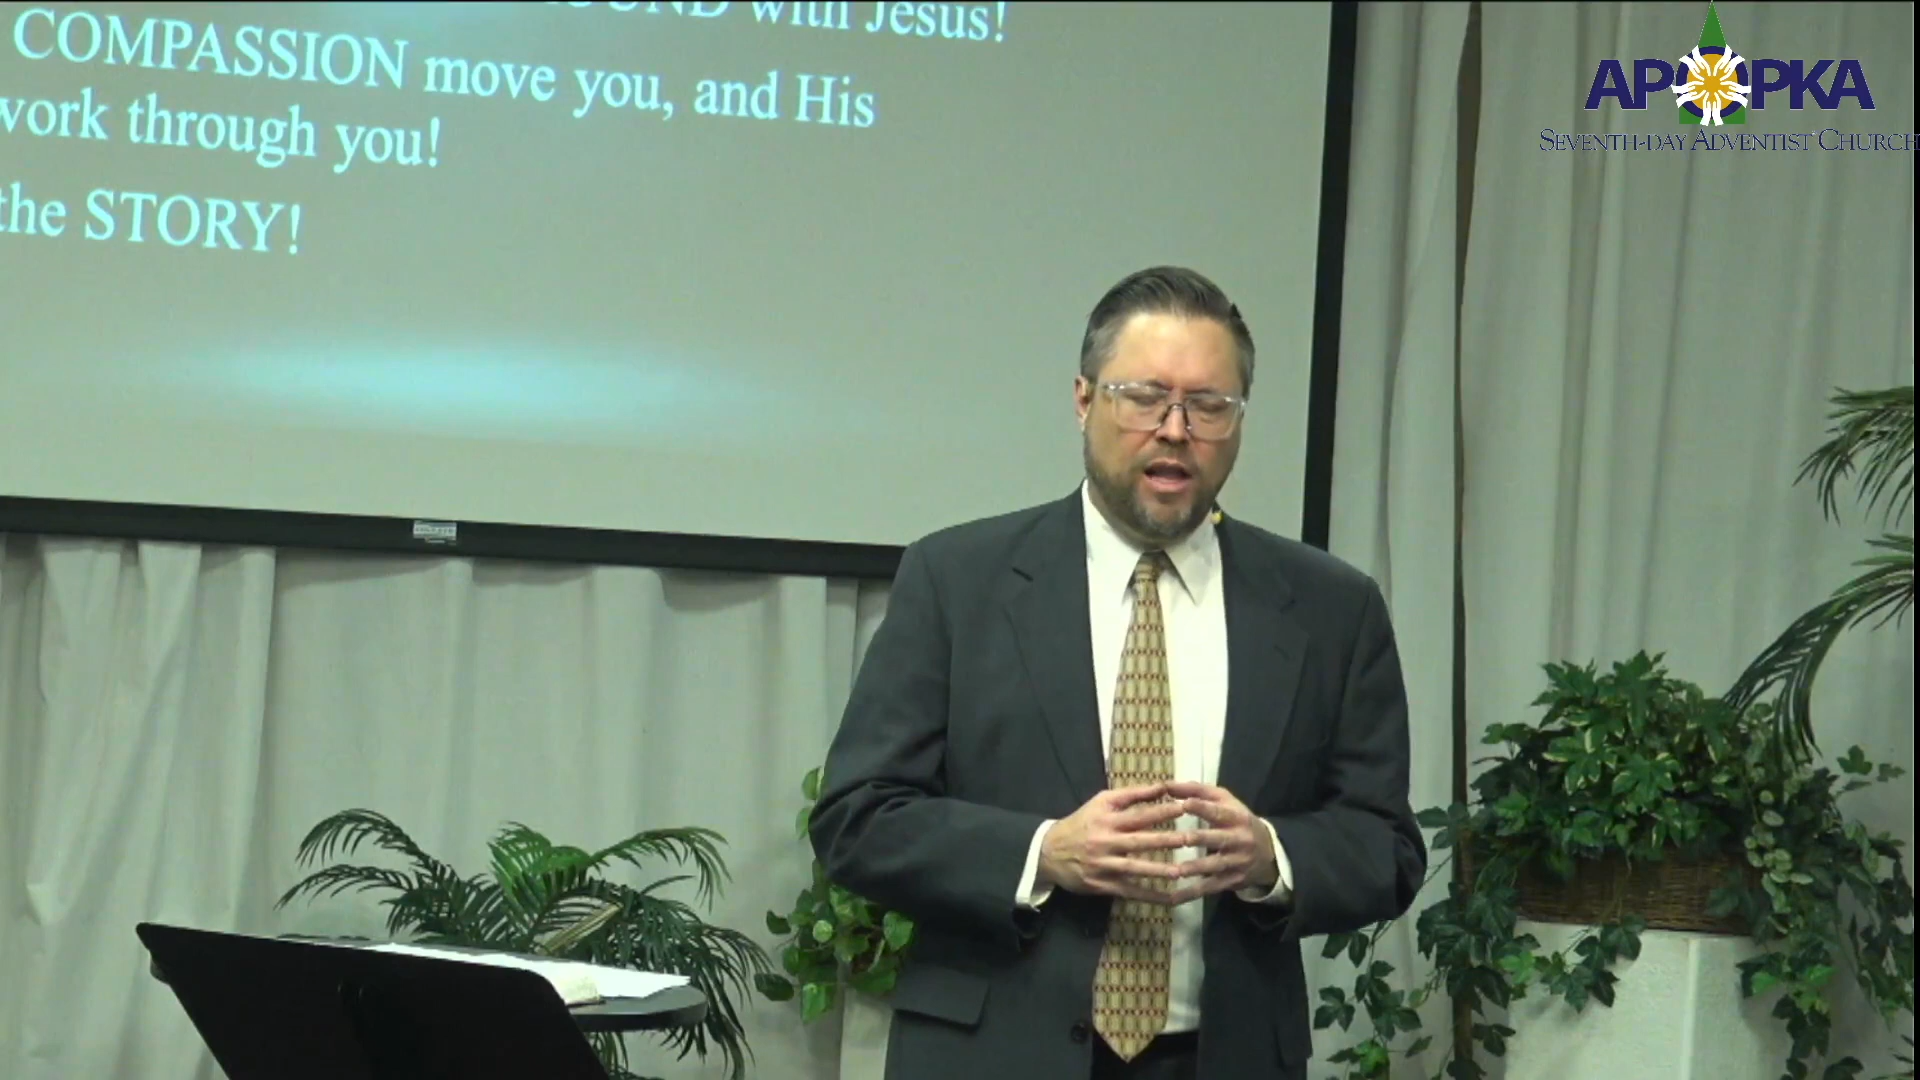 with Jesus!
COMPASSION move you, and His
work through you!
the STORY!
APOPKA
SEVENTH-DAY ADVENTIST CHURCH